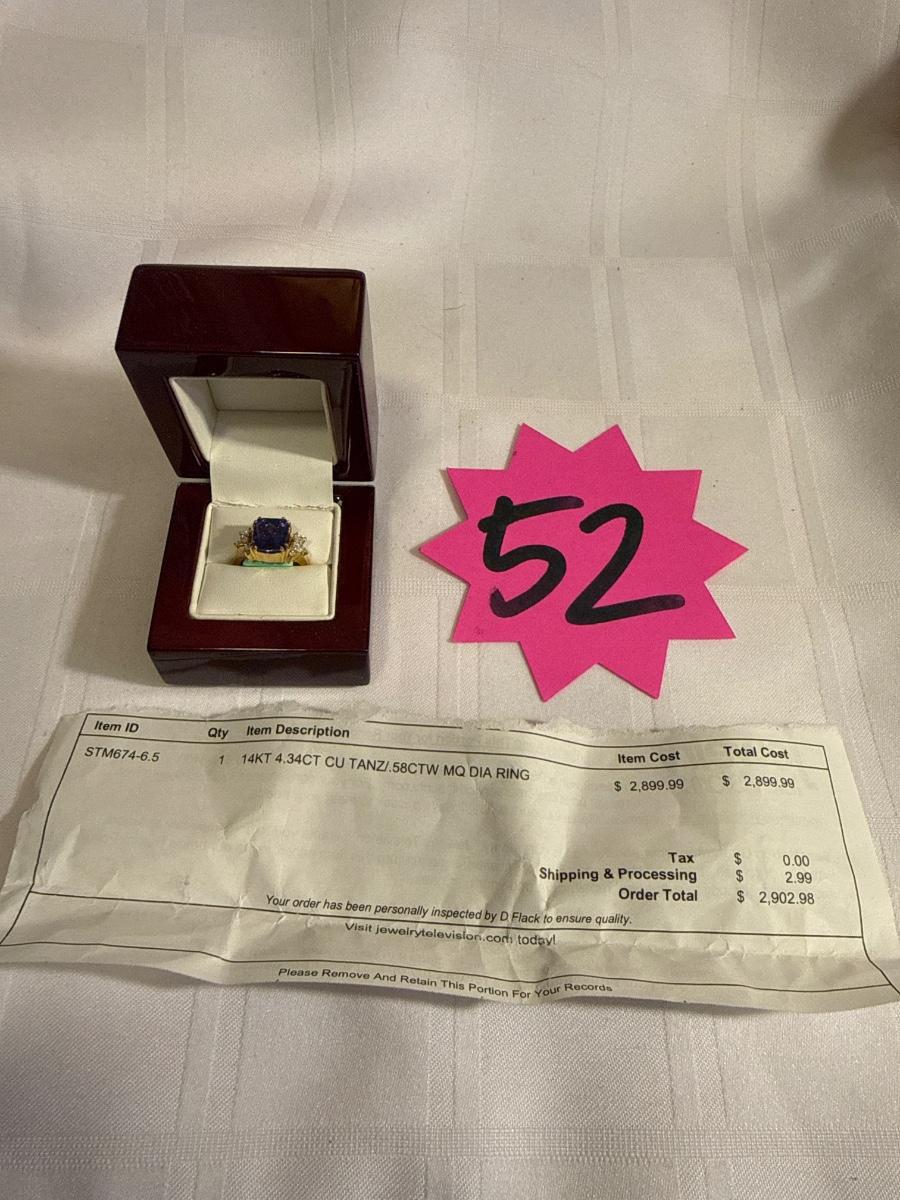 52
Item ID Qty Item Description Item Cost Total Cost
STM674-6.5 1 14KT 4.34CT CU TANZ/.58CTW MQ DIA RING $ 2,899.99 $ 2,899.99
Tax $ 0.00
Shipping & Processing $ 2.99
Order Total $ 2,902.98
Your order has been personally inspected by D Flack to ensure quality.
Visit jewelrytelevision.com today!
Please Remove And Retain This Portion For Your Records